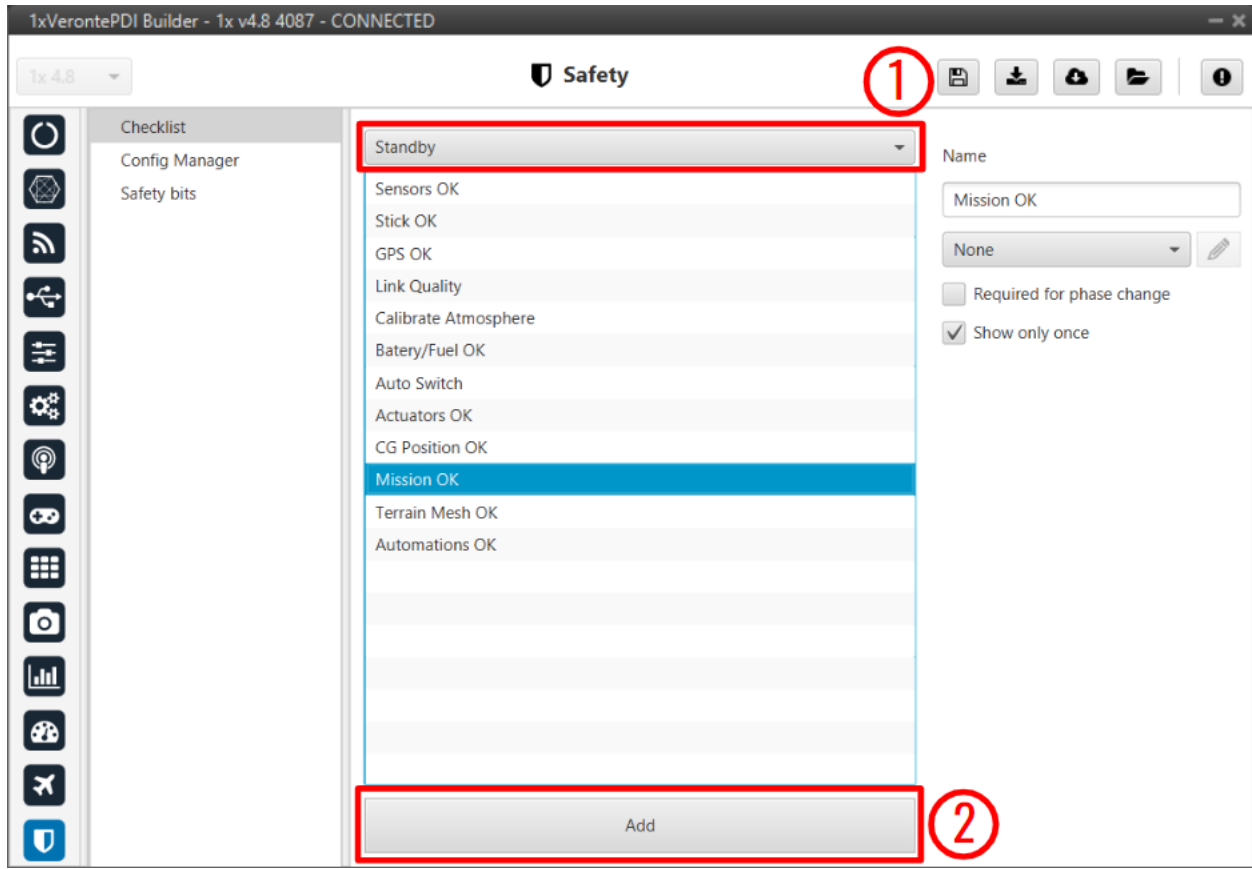 1xVerontePDI Builder - 1x v4.8 4087 - CONNECTED
1x 4.8
Safety
1
Checklist
Config Manager
Safety bits
Standby
Sensors OK
Stick OK
GPS OK
Link Quality
Calibrate Atmosphere
Batery/Fuel OK
Auto Switch
Actuators OK
CG Position OK
Mission OK
Terrain Mesh OK
Automations OK
Add
2
Name
Mission OK
None
Required for phase change
Show only once